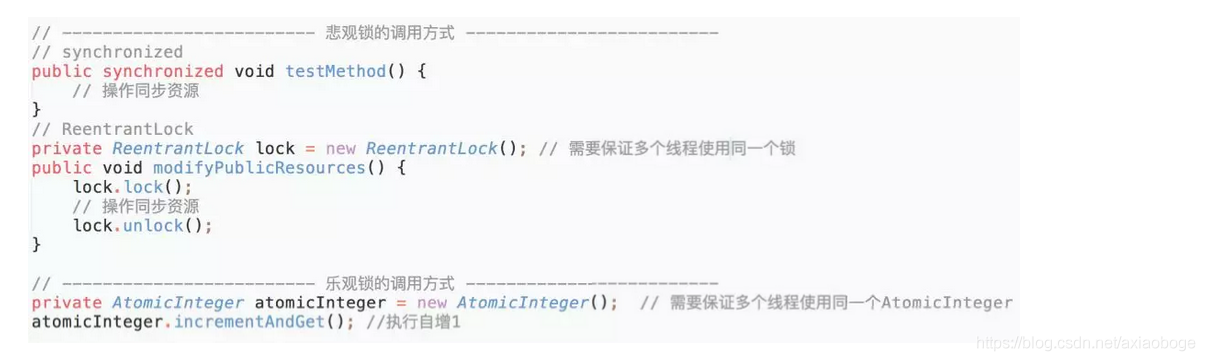 // ------------------------- 悲观锁的调用方式 -------------------------
// synchronized
public synchronized void testMethod() {
    // 操作同步资源
}
// ReentrantLock
private ReentrantLock lock = new ReentrantLock(); // 需要保证多个线程使用同一个锁
public void modifyPublicResources() {
    lock.lock();
    // 操作同步资源
    lock.unlock();
}
// ------------------------- 乐观锁的调用方式 -------------------------
private AtomicInteger atomicInteger = new AtomicInteger();  // 需要保证多个线程使用同一个AtomicInteger
atomicInteger.incrementAndGet(); //执行自增1
https://blog.csdn.net/axiaoboge